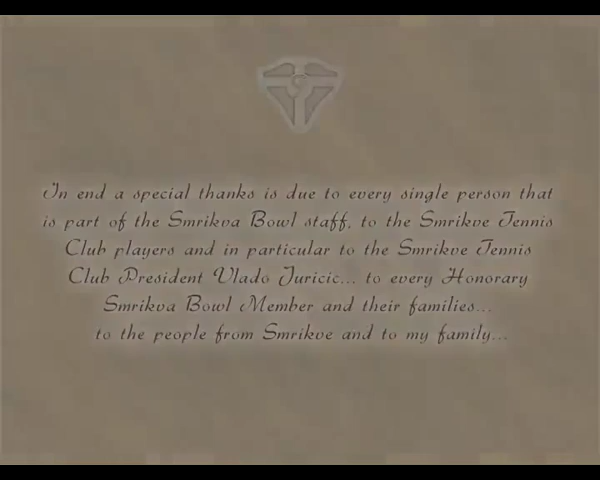 In end a special thanks is due to every single person that
is part of the Smrikva Bowl staff, to the Smrikve Tennis
Club players and in particular to the Smrikve Tennis
Club President Vlado Juricic... to every Honorary
Smrikva Bowl Member and their families...
to the people from Smrikve and to my family...